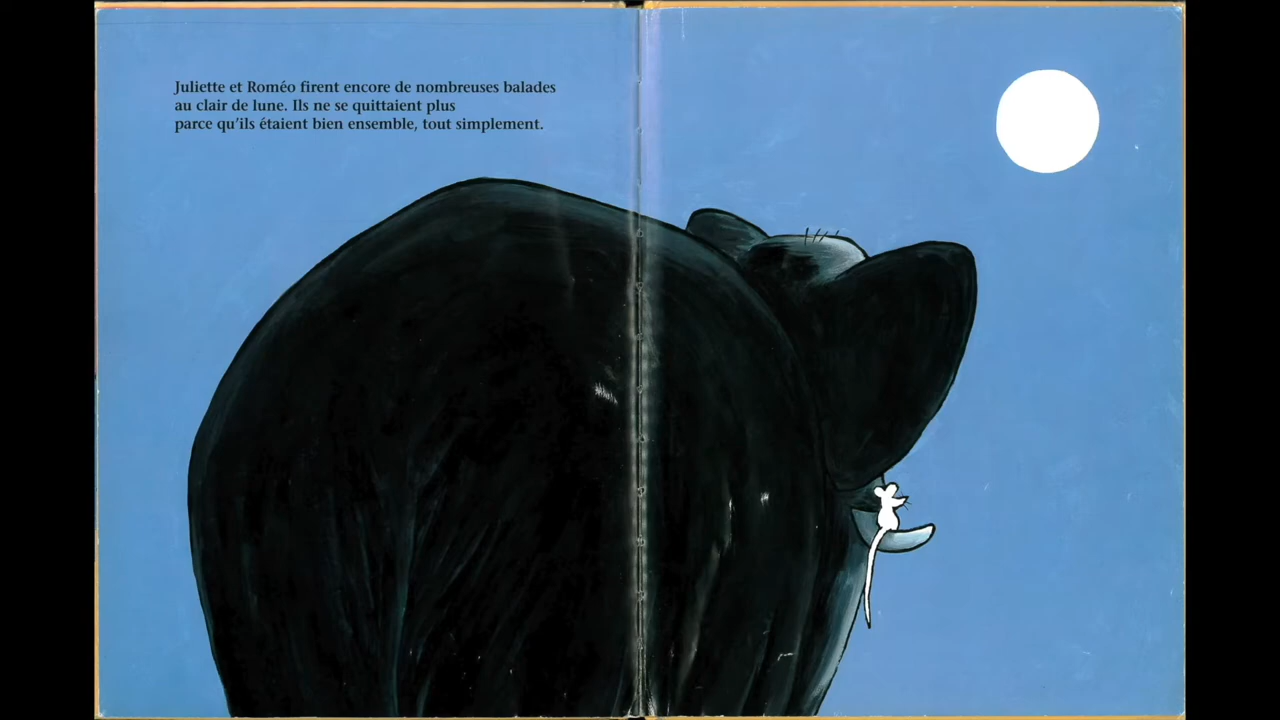 Juliette et Roméo firent encore de nombreuses balades
au clair de lune. Ils ne se quittaient plus
parce qu'ils étaient bien ensemble, tout simplement.